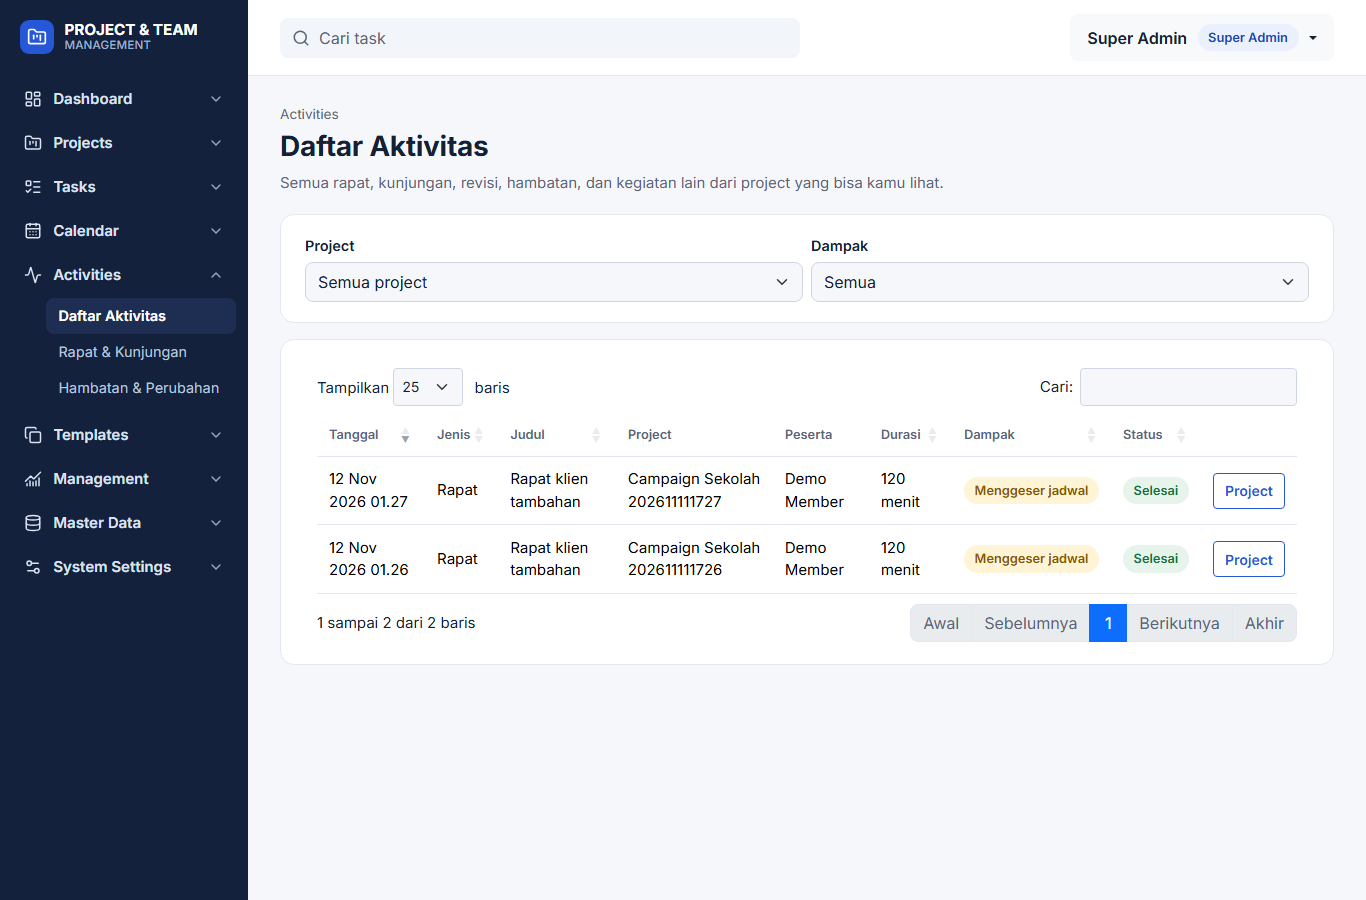 PROJECT & TEAM
MANAGEMENT
Cari task
Super Admin Super Admin
Dashboard
Projects
Tasks
Calendar
Activities
Daftar Aktivitas
Rapat & Kunjungan
Hambatan & Perubahan
Templates
Management
Master Data
System Settings
Activities
Daftar Aktivitas
Semua rapat, kunjungan, revisi, hambatan, dan kegiatan lain dari project yang bisa kamu lihat.
Project Dampak
Semua project Semua
Tampilkan 25 baris Cari:
Tanggal Jenis Judul Project Peserta Durasi Dampak Status
12 Nov Rapat klien Campaign Sekolah Demo 120
2026 01.27 Rapat tambahan 202611111727 Member menit Menggeser jadwal Selesai Project
12 Nov Rapat klien Campaign Sekolah Demo 120
2026 01.26 Rapat tambahan 202611111726 Member menit Menggeser jadwal Selesai Project
1 sampai 2 dari 2 baris Awal Sebelumnya 1 Berikutnya Akhir